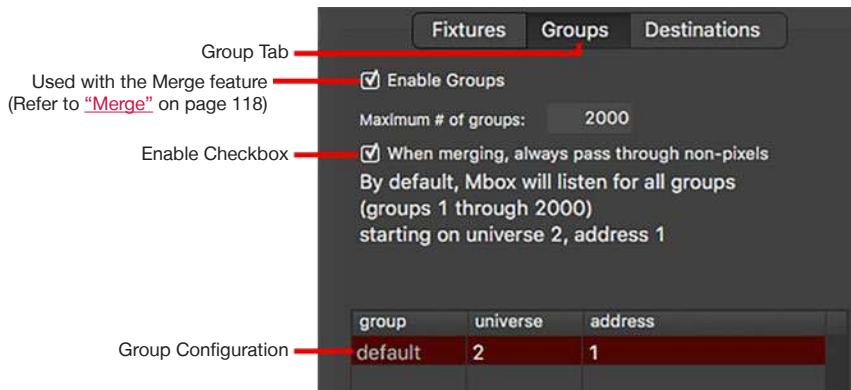 Fixtures Groups Destinations
Group Tab
Used with the Merge feature
(Refer to "Merge" on page 118)
Enable Groups
Maximum # of groups: 2000
Enable Checkbox
When merging, always pass through non-pixels
By default, Mbox will listen for all groups
(groups 1 through 2000)
starting on universe 2, address 1
group universe address
Group Configuration
default 2 1